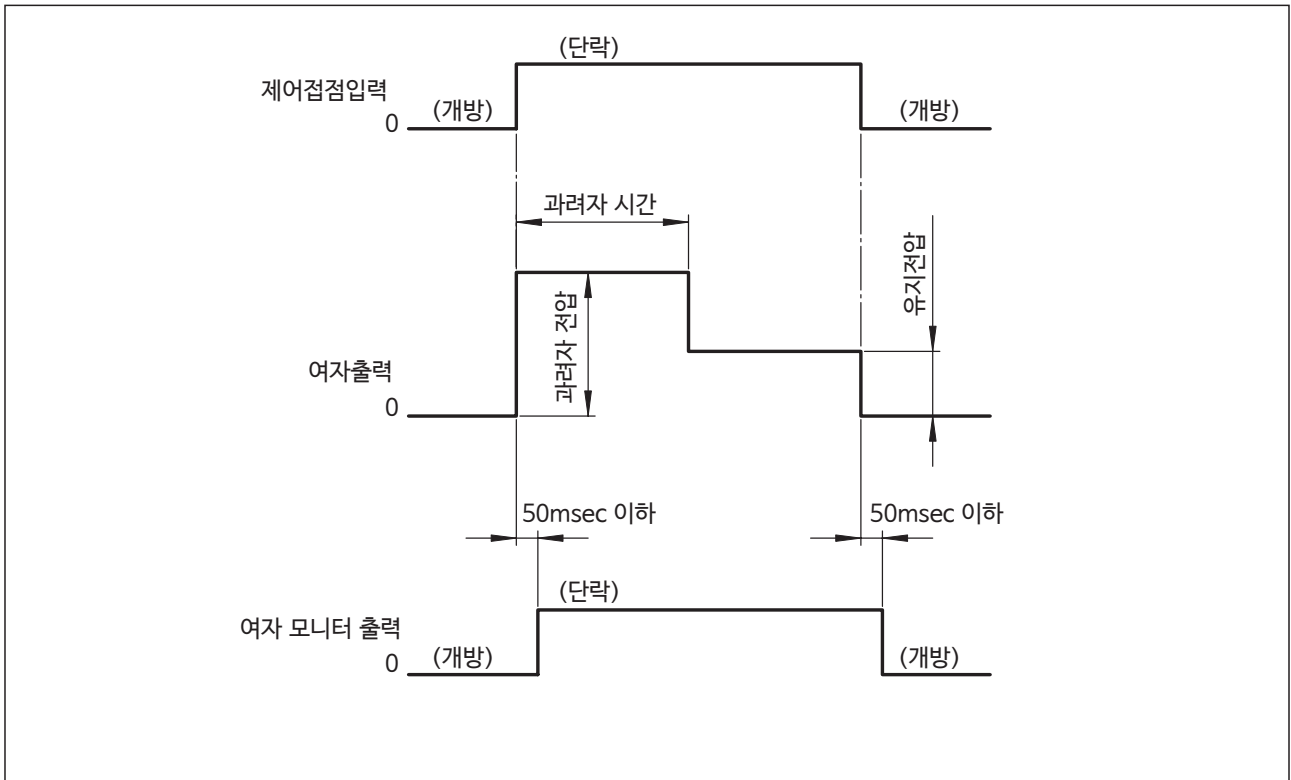 (단락)
제어접점입력
0 (개방) (개방)
과려자 시간
유지전압
과려자 전압
여자출력
0
50msec 이하 50msec 이하
(단락)
여자 모니터 출력
0 (개방) (개방)